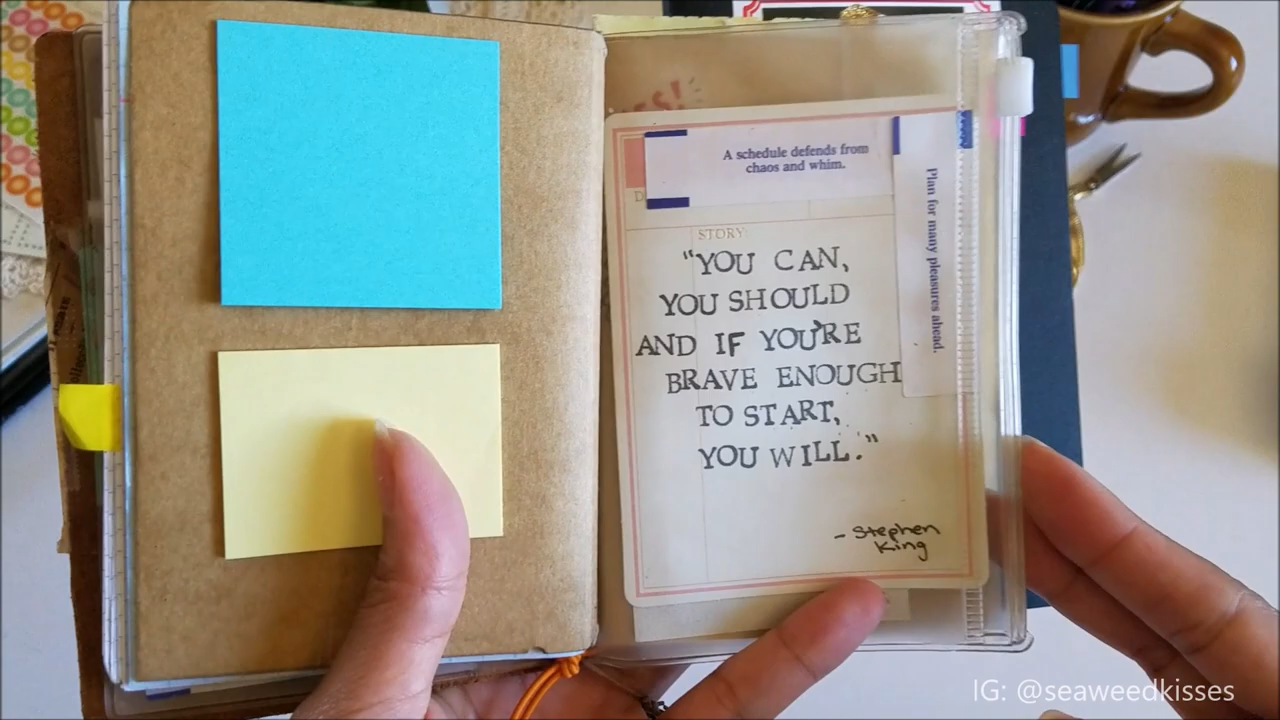 A schedule defends from
chaos and whim.
Plan for many pleasures ahead.
STORY
"YOU CAN,
YOU SHOULD
AND IF YOU'RE
BRAVE ENOUGH
TO START,
YOU WILL."
- Stephen
King
IG: @seaweedkisses